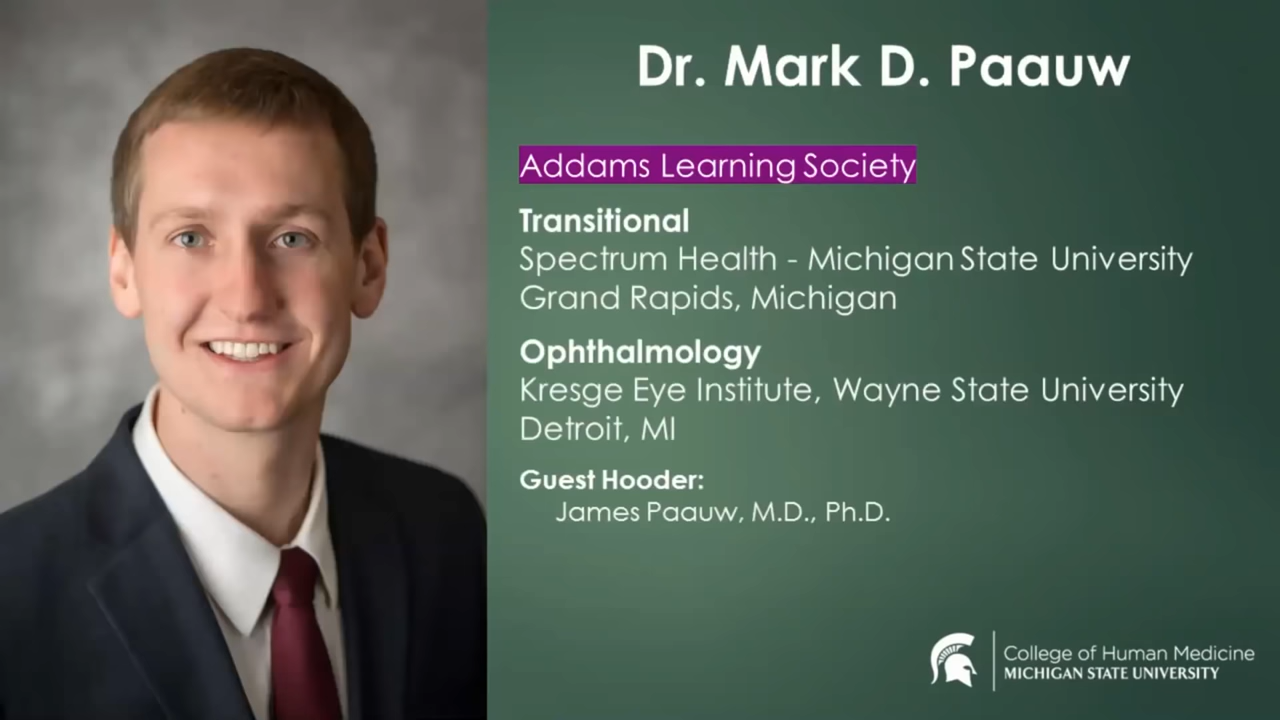 Dr. Mark D. Paauw
Addams Learning Society
Transitional
Spectrum Health - Michigan State University
Grand Rapids, Michigan
Ophthalmology
Kresge Eye Institute, Wayne State University
Detroit, MI
Guest Hooder:
James Paauw, M.D., Ph.D.
College of Human Medicine
MICHIGAN STATE UNIVERSITY